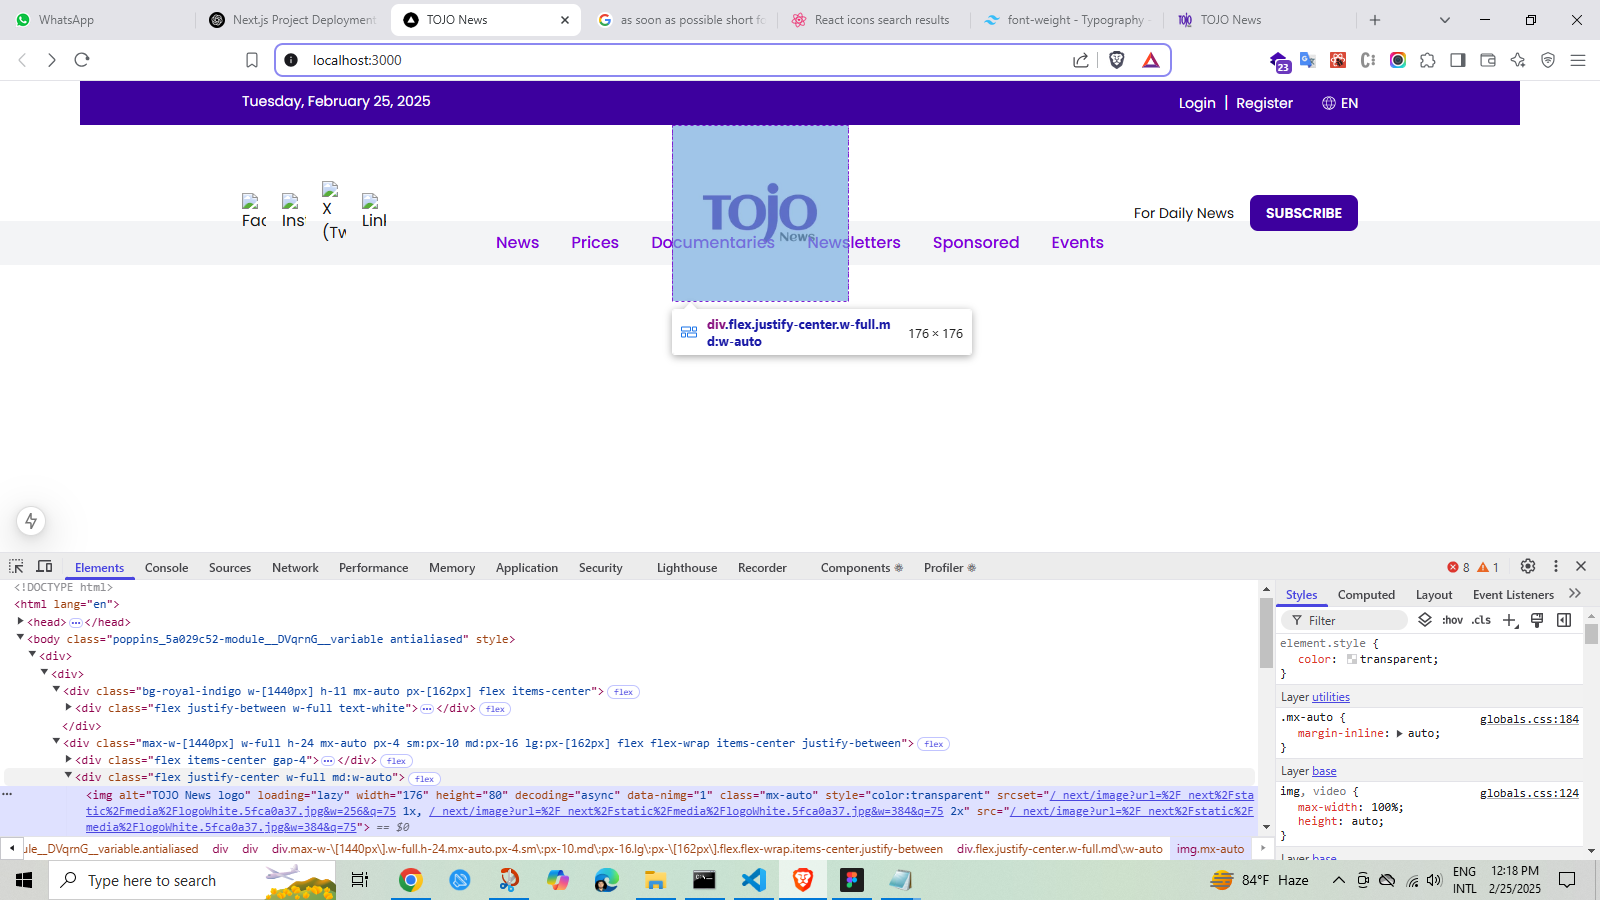 WhatsApp
Next.js Project Deployment
TOJO News
as soon as possible short fo
React icons search results
font-weight - Typography -
TOJO News
localhost:3000
23
Tuesday, February 25, 2025
Login | Register
EN
Fac
Ins
X
(Tw
Linl
TOJO
News
For Daily News
SUBSCRIBE
News
Prices
Documentaries
Newsletters
Sponsored
Events
div.flex.justify-center.w-full.m
d:w-auto
176 × 176
Elements
Console
Sources
Network
Performance
Memory
Application
Security
Lighthouse
Recorder
Components
Profiler
8
1
<!DOCTYPE html>
<html lang="en">
<head> ⋯ </head>
<body class="poppins_5a029c52-module__DVqrnG__variable antialiased" style>
<div>
<div>
<div class="bg-royal-indigo w-[1440px] h-11 mx-auto px-[162px] flex items-center"> flex
<div class="flex justify-between w-full text-white"> ⋯ </div> flex
</div>
<div class="max-w-[1440px] w-full h-24 mx-auto px-4 sm:px-10 md:px-16 lg:px-[162px] flex flex-wrap items-center justify-between"> flex
<div class="flex items-center gap-4"> ⋯ </div> flex
<div class="flex justify-center w-full md:w-auto"> flex
<img alt="TOJO News logo" loading="lazy" width="176" height="80" decoding="async" data-nimg="1" class="mx-auto" style="color:transparent" srcset="/_next/image?url=%2F_next%2Fsta
tic%2Fmedia%2FlogoWhite.5fca0a37.jpg&w=256&q=75 1x, /_next/image?url=%2F_next%2Fstatic%2Fmedia%2FlogoWhite.5fca0a37.jpg&w=384&q=75 2x" src="/_next/image?url=%2F_next%2Fstatic%2F
media%2FlogoWhite.5fca0a37.jpg&w=384&q=75"> == $0
ule__DVqrnG__variable.antialiased
div
div
div.max-w-\[1440px\].w-full.h-24.mx-auto.px-4.sm\:px-10.md\:px-16.lg\:px-\[162px\].flex.flex-wrap.items-center.justify-between
div.flex.justify-center.w-full.md\:w-auto
img.mx-auto
Styles
Computed
Layout
Event Listeners
Filter
:hov
.cls
element.style {
color: transparent;
}
Layer utilities
.mx-auto {
globals.css:184
margin-inline: auto;
}
Layer base
img, video {
globals.css:124
max-width: 100%;
height: auto;
}
Layer base
Type here to search
84°F Haze
ENG
INTL
12:18 PM
2/25/2025